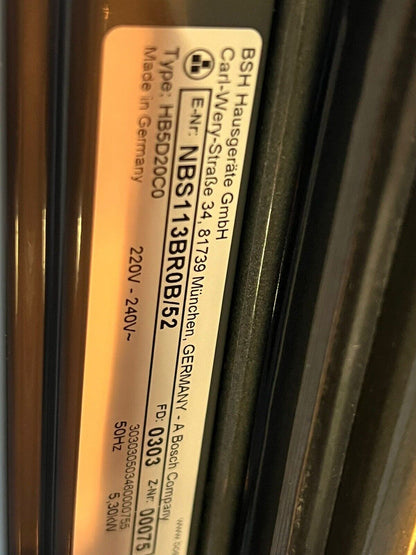 BSH Hausgeräte GmbH
Carl-Wery-Straße 34, 81739 München, GERMANY - A Bosch Company
E-Nr: NBS113BR0B/52 FD: 0303 Z-Nr: 00075
Type: HB5D20C0 220V - 240V~ 50Hz 5,30kW
Made in Germany